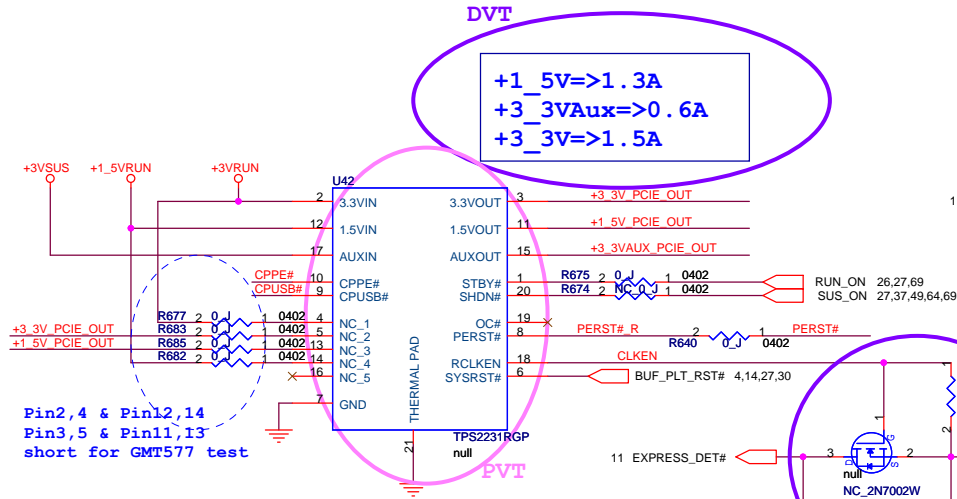 DVT
+1_5V=>1.3A
+3_3VAux=>0.6A
+3_3V=>1.5A
+3VSUS +1_5VRUN +3VRUN
U42
2 3.3VIN 3.3VOUT 3 +3_3V_PCIE_OUT
1
12 1.5VIN 1.5VOUT 11 +1_5V_PCIE_OUT
17 AUXIN AUXOUT 15 +3_3VAUX_PCIE_OUT
CPPE# 10 CPPE# STBY# 1 R675 2 0_J 1 0402 RUN_ON 26,27,69
CPUSB# 9 CPUSB# SHDN# 20 R674 2 NC_0_J 1 0402 SUS_ON 27,37,49,64,69
R677 2 0_J 1 0402 4 NC_1 OC# 19
+3_3V_PCIE_OUT R683 2 0_J 1 0402 5 NC_2 PERST# 8 PERST#_R R640 2 0_J 1 0402 PERST#
+1_5V_PCIE_OUT R685 2 0_J 1 0402 13 NC_3
R682 2 0_J 1 0402 14 NC_4 RCLKEN 18 CLKEN
16 NC_5 SYSRST# 6 BUF_PLT_RST# 4,14,27,30
7 GND
THERMAL PAD
21
TPS2231RGP
null
PVT
Pin2,4 & Pin12,14
Pin3,5 & Pin11,13
short for GMT577 test
11 EXPRESS_DET# 3 D G S 1 2 2
null
NC_2N7002W